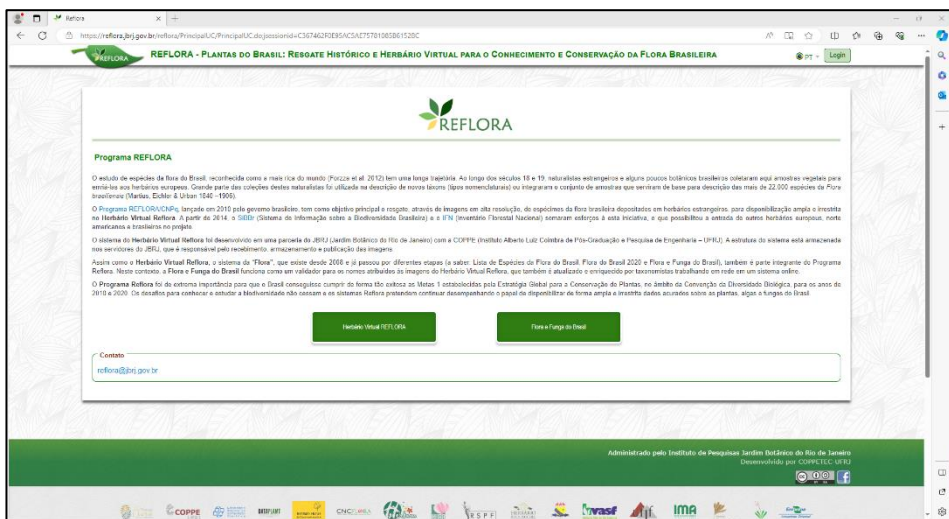 Reflora
https://reflora.jbrj.gov.br/reflora/PrincipalUC/PrincipalUC.do;jsessionid=
REFLORA - PLANTAS DO BRASIL: RESGATE HISTÓRICO E HERBÁRIO VIRTUAL PARA O CONHECIMENTO E CONSERVAÇÃO DA FLORA BRASILEIRA
REFLORA
PT
Login
REFLORA
Programa REFLORA
O estudo de espécies da flora do Brasil, reconhecida como a mais rica do mundo (Forzza et al. 2012) tem uma longa trajetória. Ao longo dos séculos 18 e 19, naturalistas estrangeiros e alguns poucos botânicos brasileiros coletaram aqui amostras vegetais para
enviá-las aos herbários europeus. Grande parte das coleções destes naturalistas foi utilizada na descrição de novos táxons (tipos nomenclaturais) ou integraram o conjunto de amostras que serviram de base para descrição das mais de 22.000 espécies da Flora
brasiliensis (Martius, Eichler & Urban 1840 –1906).
O Programa REFLORA/CNPq, lançado em 2010 pelo governo brasileiro, tem como objetivo principal o resgate, através de imagens em alta resolução, de espécimes da flora brasileira depositados em herbários estrangeiros, para disponibilização ampla e irrestrita
no Herbário Virtual Reflora. A partir de 2014, o SiBBr (Sistema de Informação sobre a Biodiversidade Brasileira) e o IFN (Inventário Florestal Nacional) somaram esforços à esta iniciativa, o que possibilitou a entrada de outros herbários europeus, norte
americanos e brasileiros no projeto.
O sistema do Herbário Virtual Reflora foi desenvolvido em uma parceria do JBRJ (Jardim Botânico do Rio de Janeiro) com a COPPE (Instituto Alberto Luiz Coimbra de Pós-Graduação e Pesquisa de Engenharia – UFRJ). A estrutura do sistema está armazenada
nos servidores do JBRJ, que é responsável pelo recebimento, armazenamento e publicação das imagens.
Assim como o Herbário Virtual Reflora, o sistema da "Flora", que existe desde 2008 e já passou por diferentes etapas (a saber: Lista de Espécies da Flora do Brasil, Flora do Brasil 2020 e Flora e Funga do Brasil), também é parte integrante do Programa
Reflora. Neste contexto, a Flora e Funga do Brasil funciona como um validador para os nomes atribuídos às imagens do Herbário Virtual Reflora, que também é atualizado e enriquecido por taxonomistas trabalhando em rede em um sistema online.
O Programa Reflora foi de extrema importância para que o Brasil conseguisse cumprir de forma tão exitosa as Metas 1 estabelecidas pela Estratégia Global para a Conservação de Plantas, no âmbito da Convenção da Diversidade Biológica, para os anos de
2010 e 2020. Os desafios para conhecer e estudar a biodiversidade não cessam e os sistemas Reflora pretendem continuar desempenhando o papel de disponibilizar de forma ampla e irrestrita dados acurados sobre as plantas, algas e fungos do Brasil.
Herbário Virtual REFLORA
Flora e Funga do Brasil
Contato
reflora@jbrj.gov.br
Administrado pelo Instituto de Pesquisas Jardim Botânico do Rio de Janeiro
Desenvolvido por COPPETEC-UFRJ
COPPE
CNCFLORA
RSPF
IMA